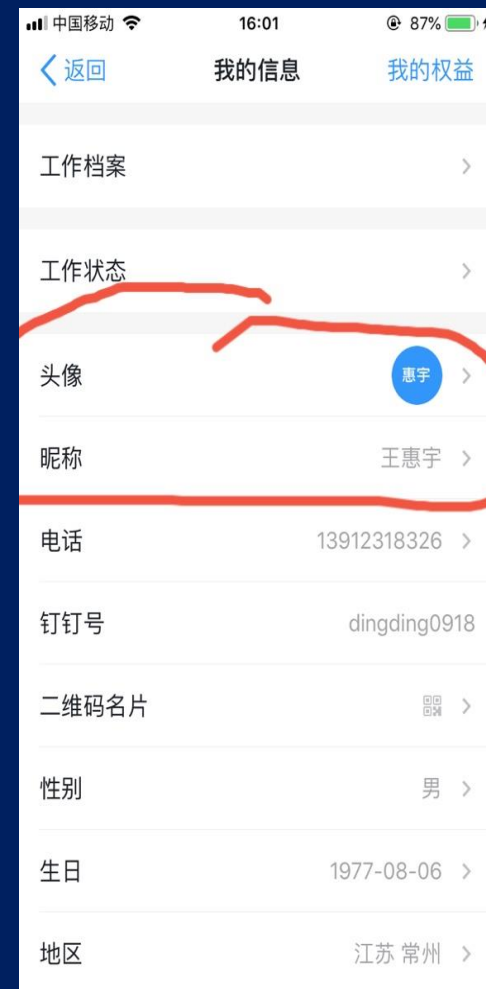 中国移动 16:01 87%
返回 我的信息 我的权益
工作档案
工作状态
头像 惠宇
昵称 王惠宇
电话 13912318326
钉钉号 dingding0918
二维码名片
性别 男
生日 1977-08-06
地区 江苏 常州